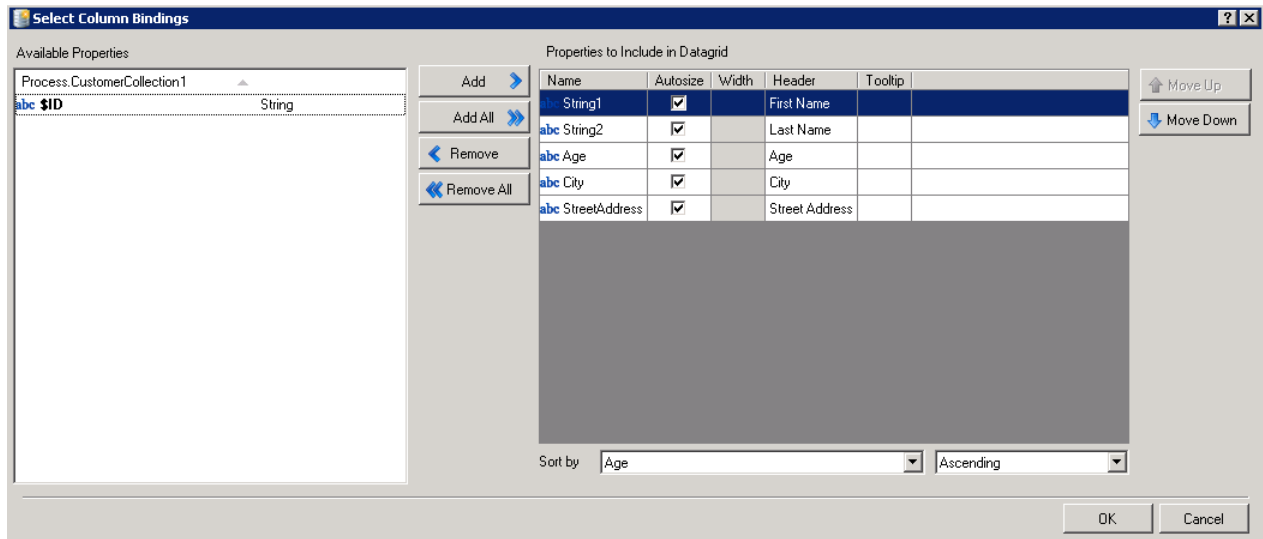 Select Column Bindings
Available Properties
Process.CustomerCollection1
abc $ID String
Add
Add All
Remove
Remove All
Properties to Include in Datagrid
Name Autosize Width Header Tooltip
abc String1 First Name
abc String2 Last Name
abc Age Age
abc City City
abc StreetAddress Street Address
Sort by Age Ascending
Move Up
Move Down
OK Cancel